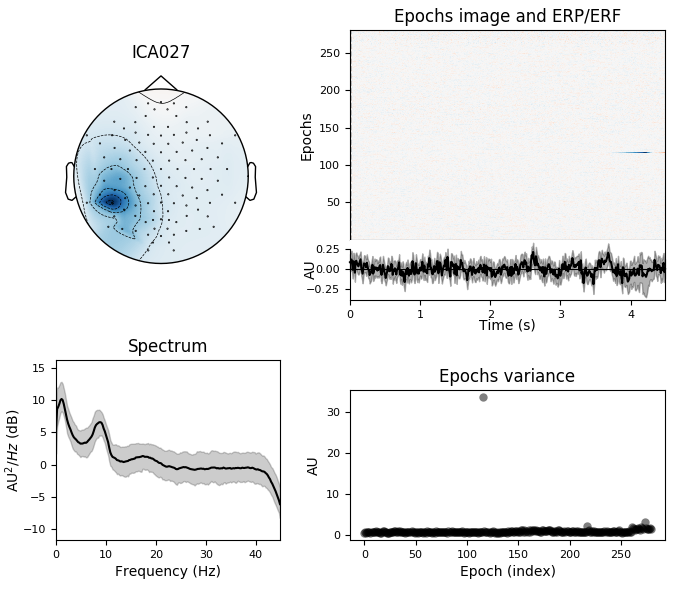 ICA027
Epochs image and ERP/ERF
Epochs
250
200
150
100
50
AU
0.25
0.00
−0.25
0 1 2 3 4
Time (s)
Spectrum
AU²/Hz (dB)
15
10
5
0
−5
−10
0 10 20 30 40
Frequency (Hz)
Epochs variance
AU
30
20
10
0
0 50 100 150 200 250
Epoch (index)